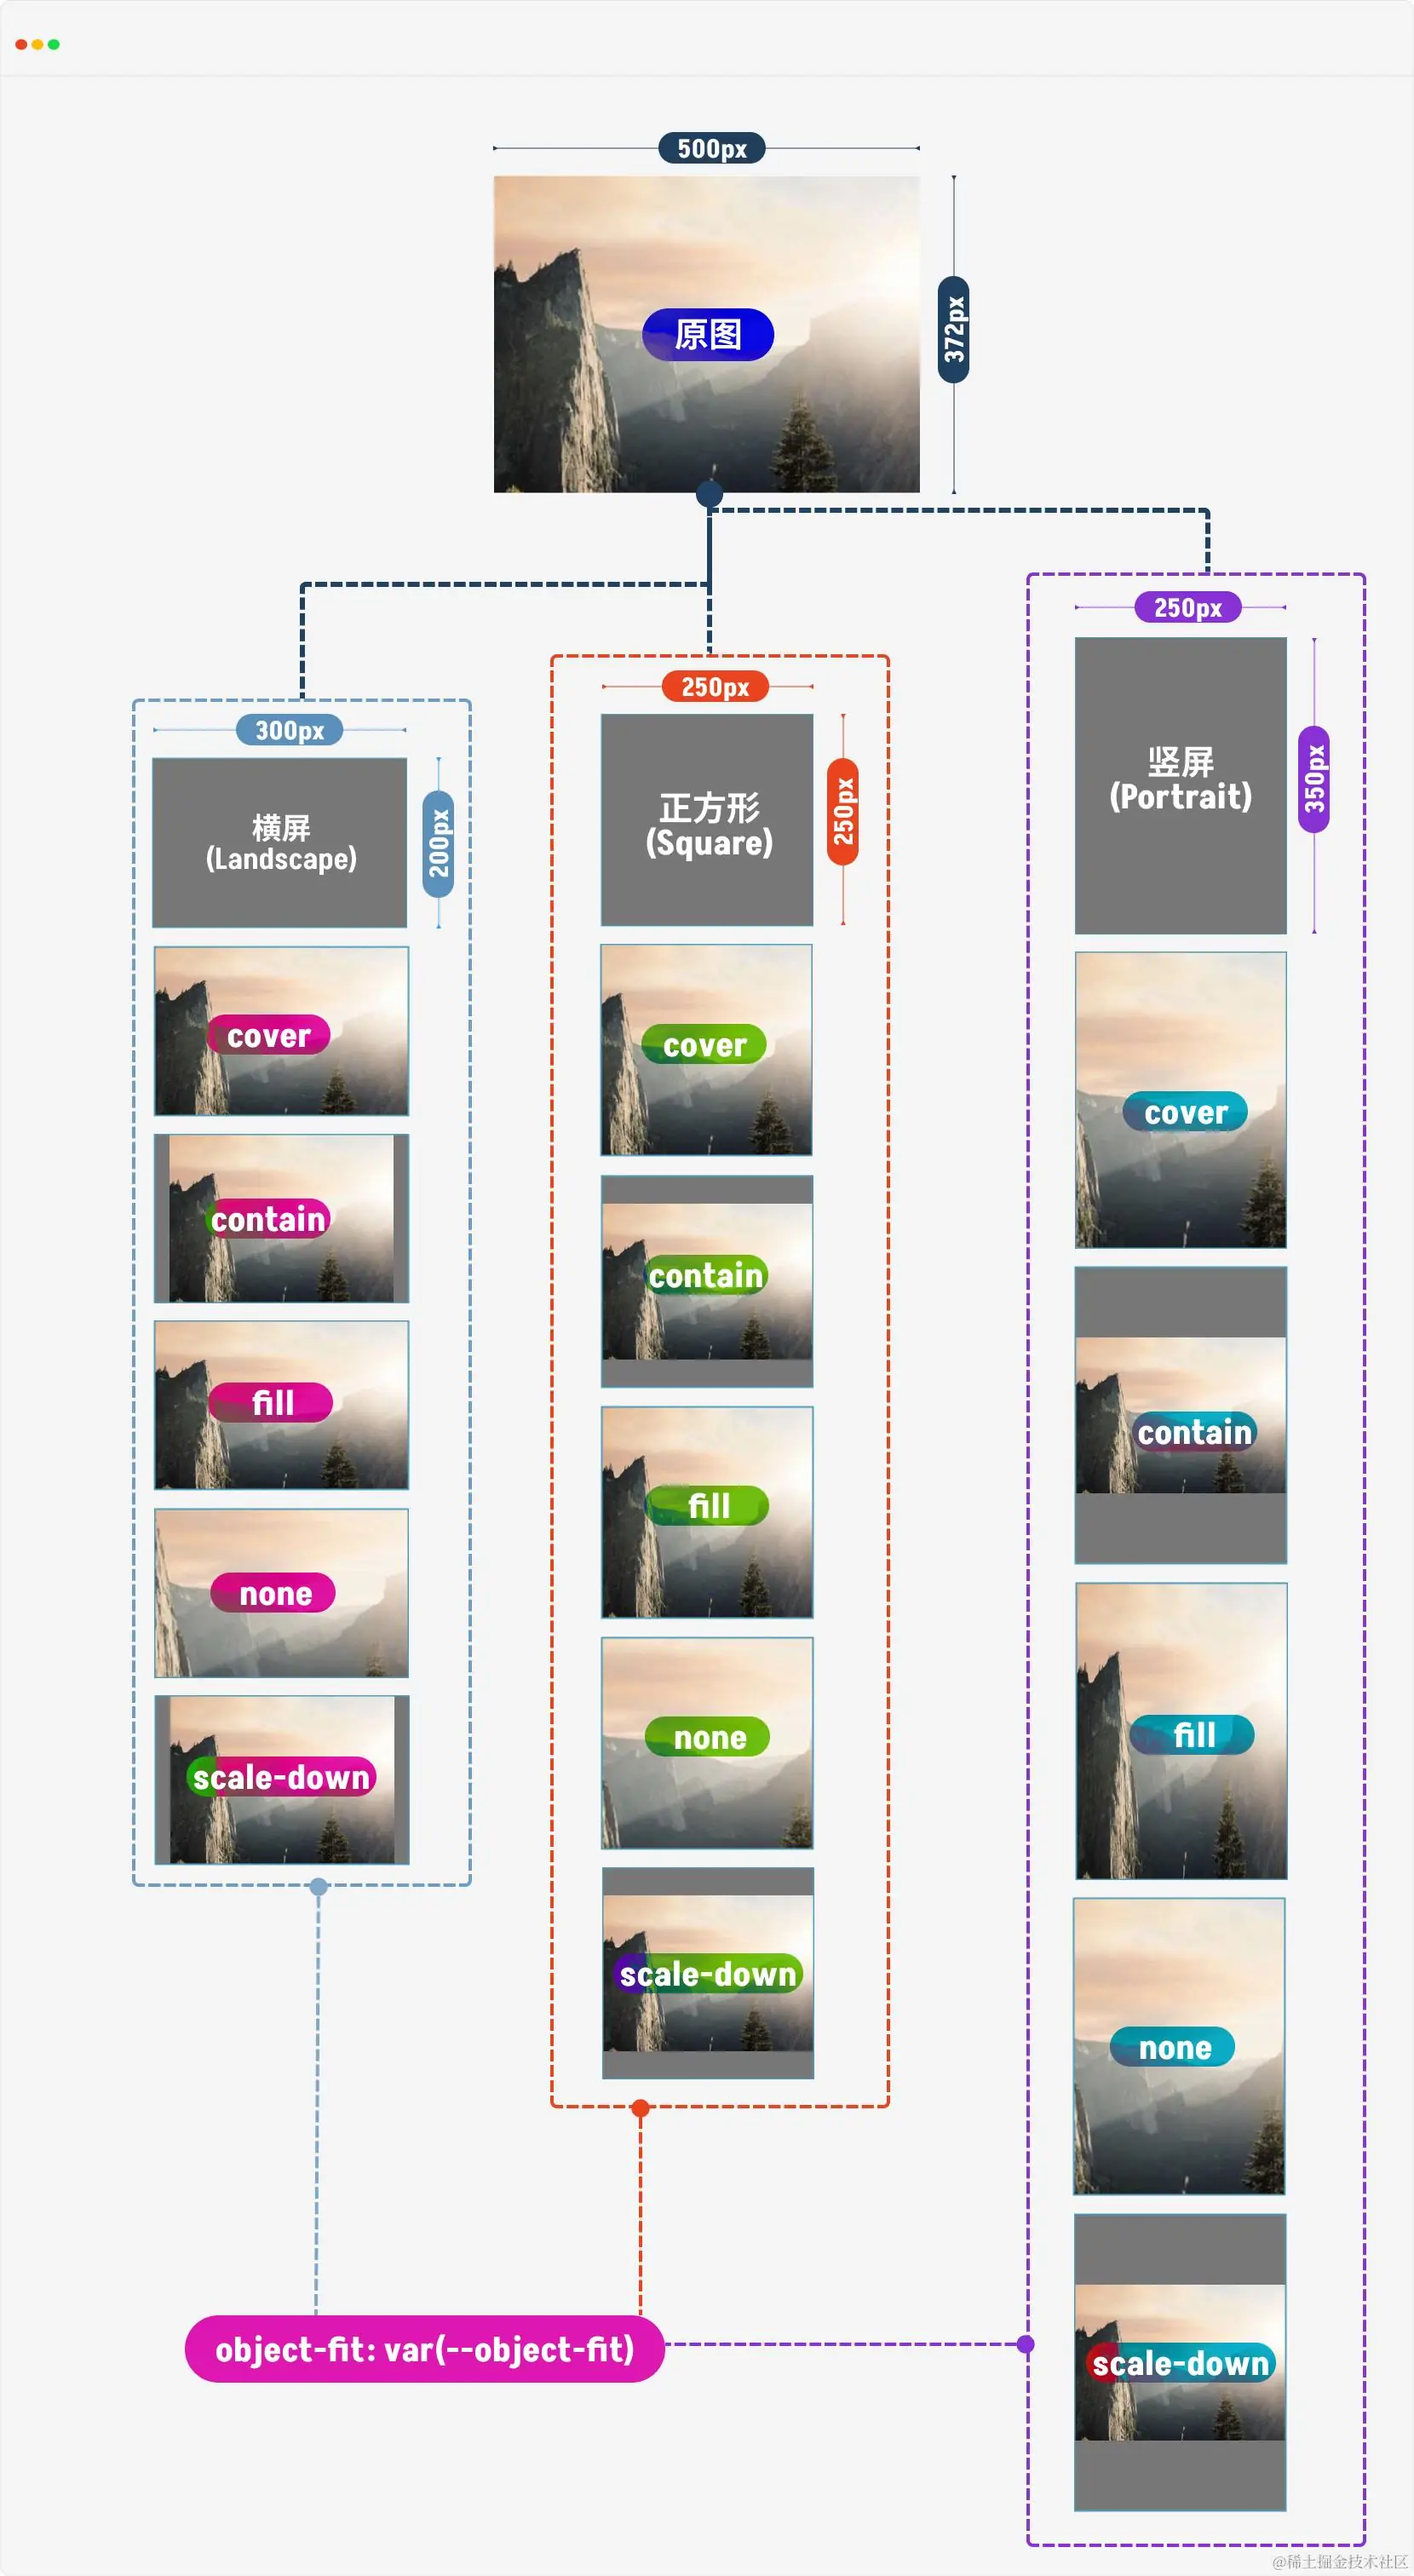 500px
原图
372px
300px
横屏
(Landscape)
200px
cover
contain
fill
none
scale-down
250px
正方形
(Square)
250px
cover
contain
fill
none
scale-down
250px
竖屏
(Portrait)
350px
cover
contain
fill
none
scale-down
object-fit: var(--object-fit)
@稀土掘金技术社区